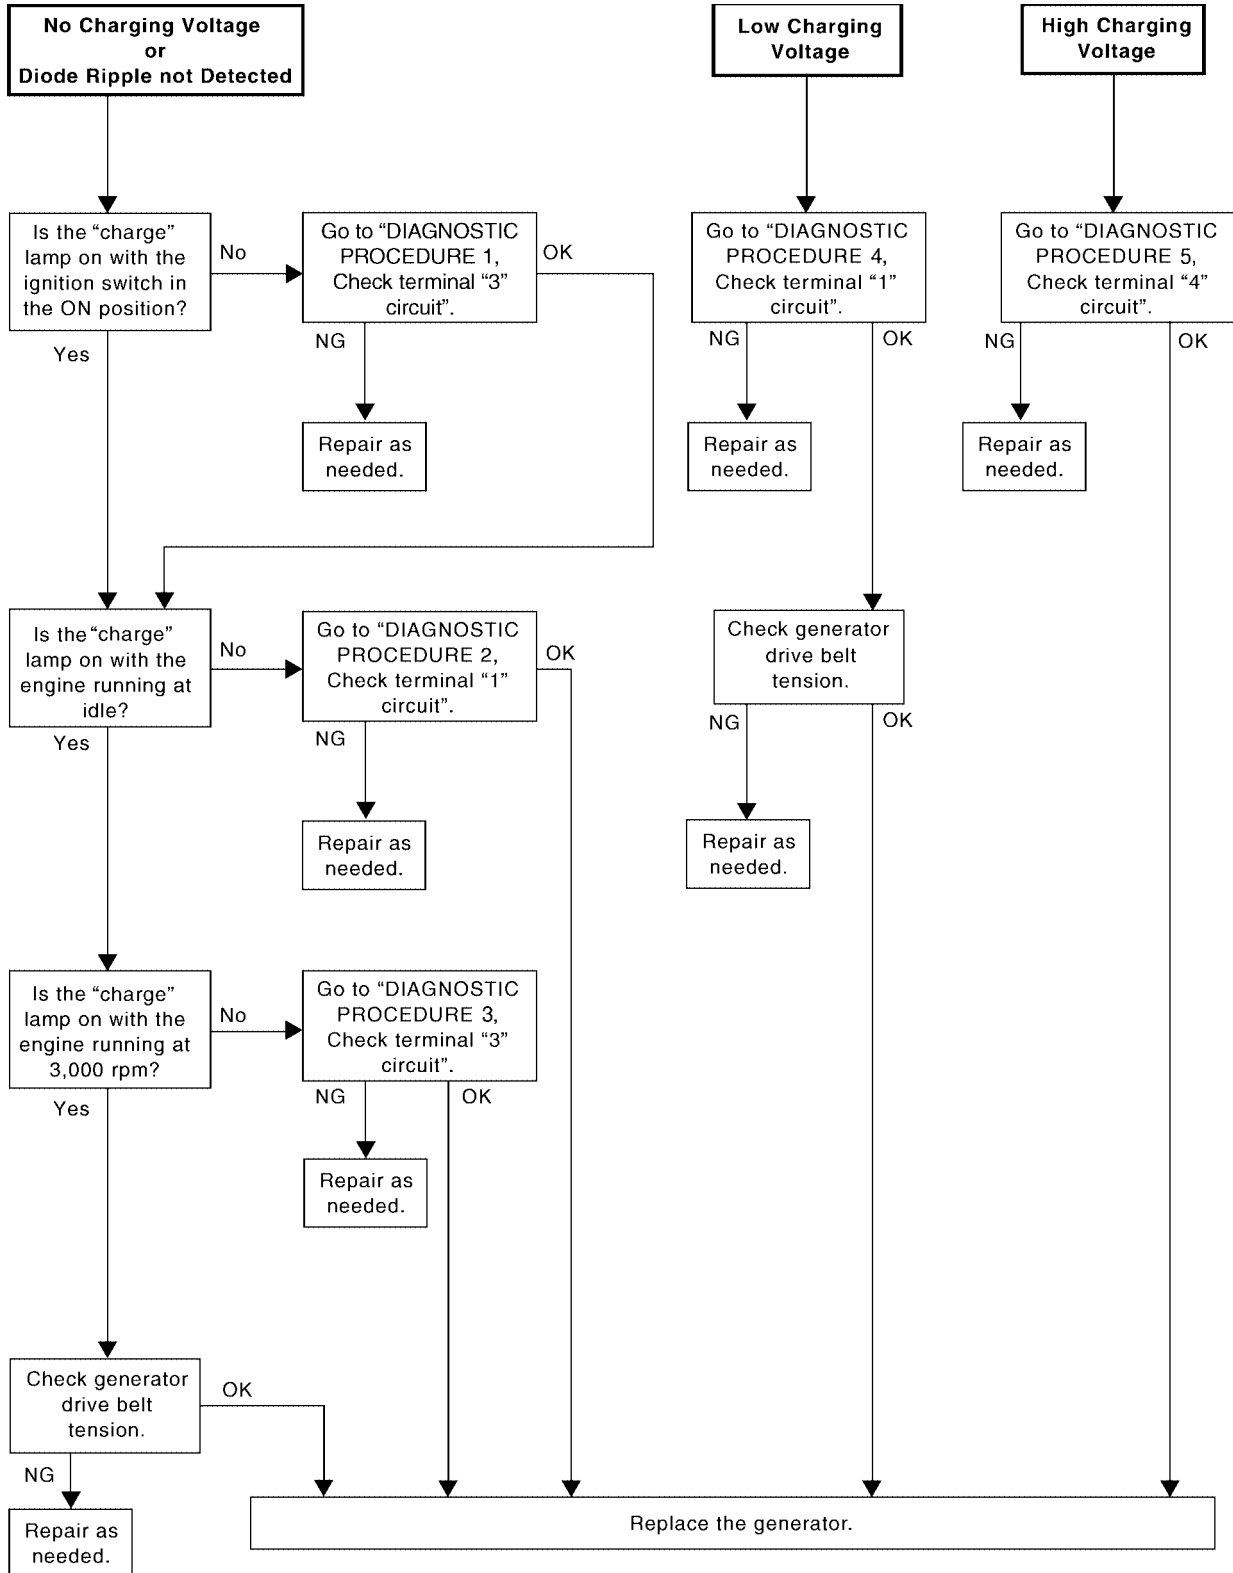 No Charging Voltage
or
Diode Ripple not Detected
Low Charging
Voltage
High Charging
Voltage
Is the “charge”
lamp on with the
ignition switch in
the ON position?
No
Go to “DIAGNOSTIC
PROCEDURE 1,
Check terminal “3”
circuit”.
OK
Go to “DIAGNOSTIC
PROCEDURE 4,
Check terminal “1”
circuit”.
Go to “DIAGNOSTIC
PROCEDURE 5,
Check terminal “4”
circuit”.
Yes
NG
NG
OK
NG
OK
Repair as
needed.
Repair as
needed.
Repair as
needed.
Is the “charge”
lamp on with the
engine running at
idle?
No
Go to “DIAGNOSTIC
PROCEDURE 2,
Check terminal “1”
circuit”.
OK
Check generator
drive belt
tension.
Yes
NG
NG
OK
Repair as
needed.
Repair as
needed.
Is the “charge”
lamp on with the
engine running at
3,000 rpm?
No
Go to “DIAGNOSTIC
PROCEDURE 3,
Check terminal “3”
circuit”.
Yes
NG
OK
Repair as
needed.
Check generator
drive belt
tension.
OK
NG
Repair as
needed.
Replace the generator.